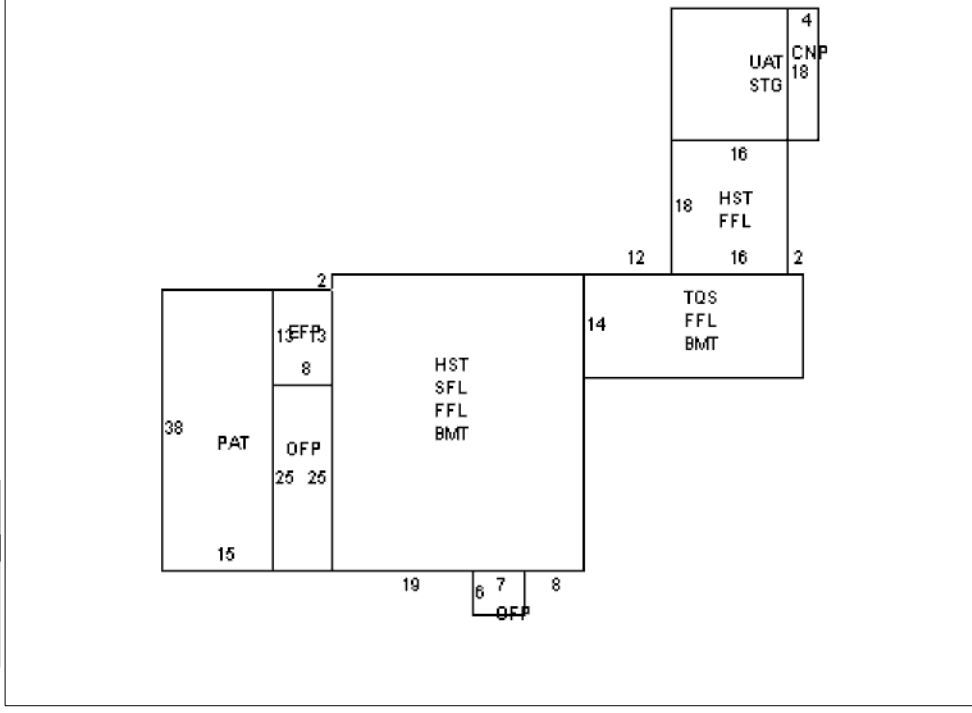 4
UAT CNP
STG 18
16
18 HST
FFL
12 16 2
2
TQS
14 FFL
BMT
13 EFP 13
8
HST
SFL
FFL
BMT
38 PAT OFP
25 25
15
19 6 7 8
OFP